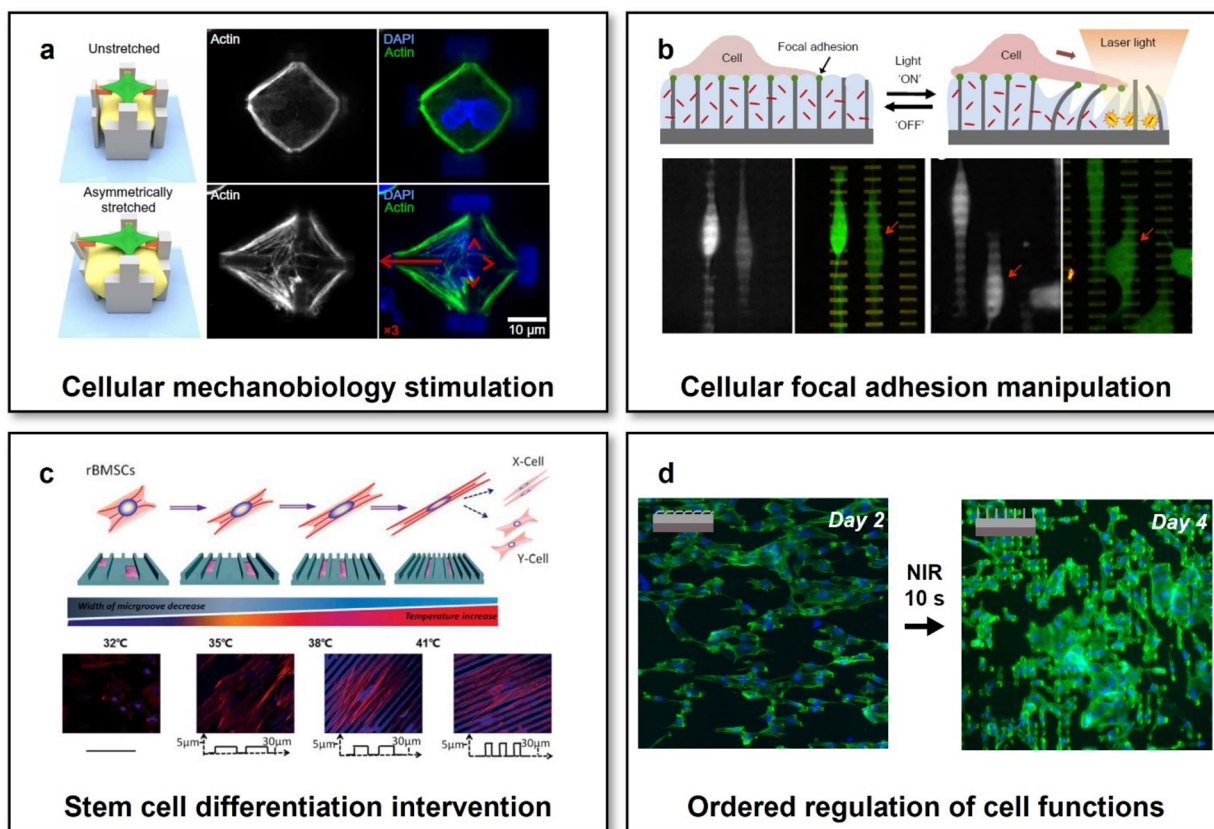 a
Unstretched
Actin
DAPI
Actin
Asymmetrically
stretched
Actin
DAPI
Actin
×3
10 µm
Cellular mechanobiology stimulation
b
Cell
Focal adhesion
Light
'ON'
'OFF'
Cell
Laser light
Cellular focal adhesion manipulation
c
rBMSCs
X-Cell
Y-Cell
Width of micrgroove decrease
Temperature increase
32℃
35℃
38℃
41℃
5µm
30µm
5µm
30µm
5µm
30µm
Stem cell differentiation intervention
d
Day 2
NIR
10 s
Day 4
Ordered regulation of cell functions